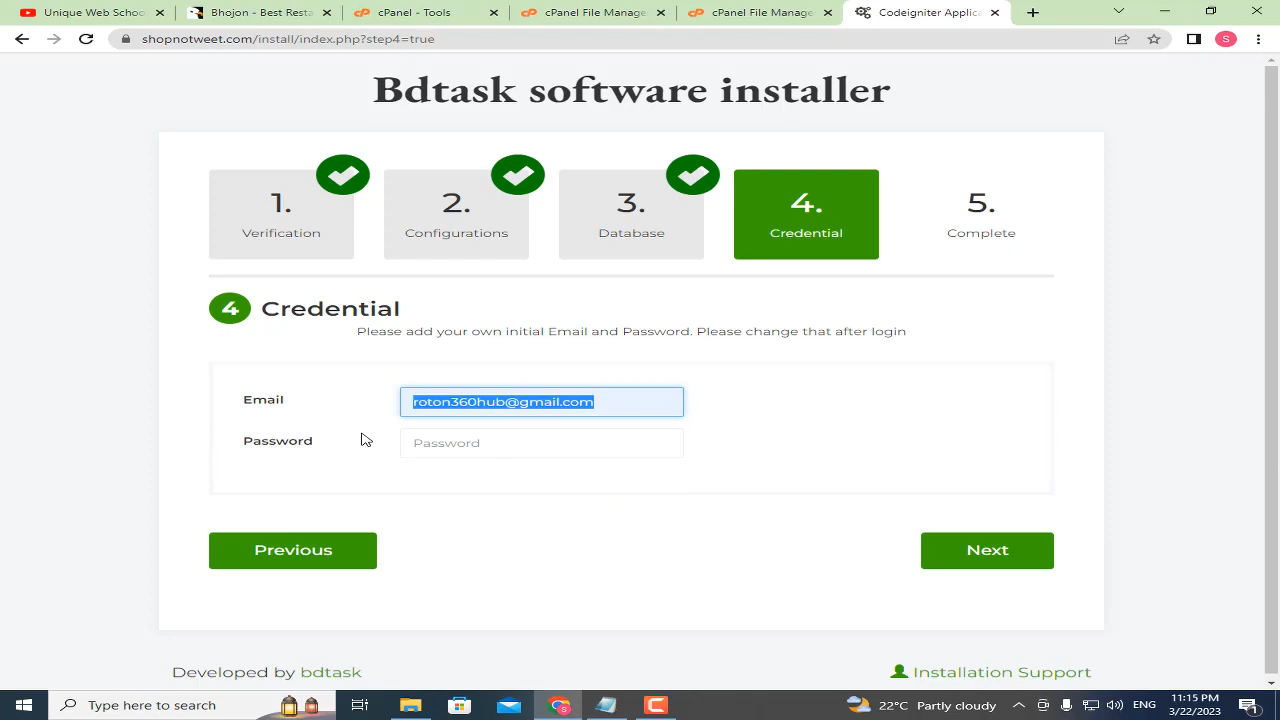 Unique Web Schoo
Bhojon - Best Resta
cPanel - Tools
cPanel File Manage
cPanel File Manage
Codeigniter Applica
shopnotweet.com/install/index.php?step4=true
S
Bdtask software installer
1.
Verification
2.
Configurations
3.
Database
4.
Credential
5.
Complete
4 Credential
Please add your own initial Email and Password. Please change that after login
Email
roton360hub@gmail.com
Password
Password
Previous
Next
Developed by bdtask
Installation Support
Type here to search
22°C Partly cloudy
ENG
11:15 PM
3/22/2023
1